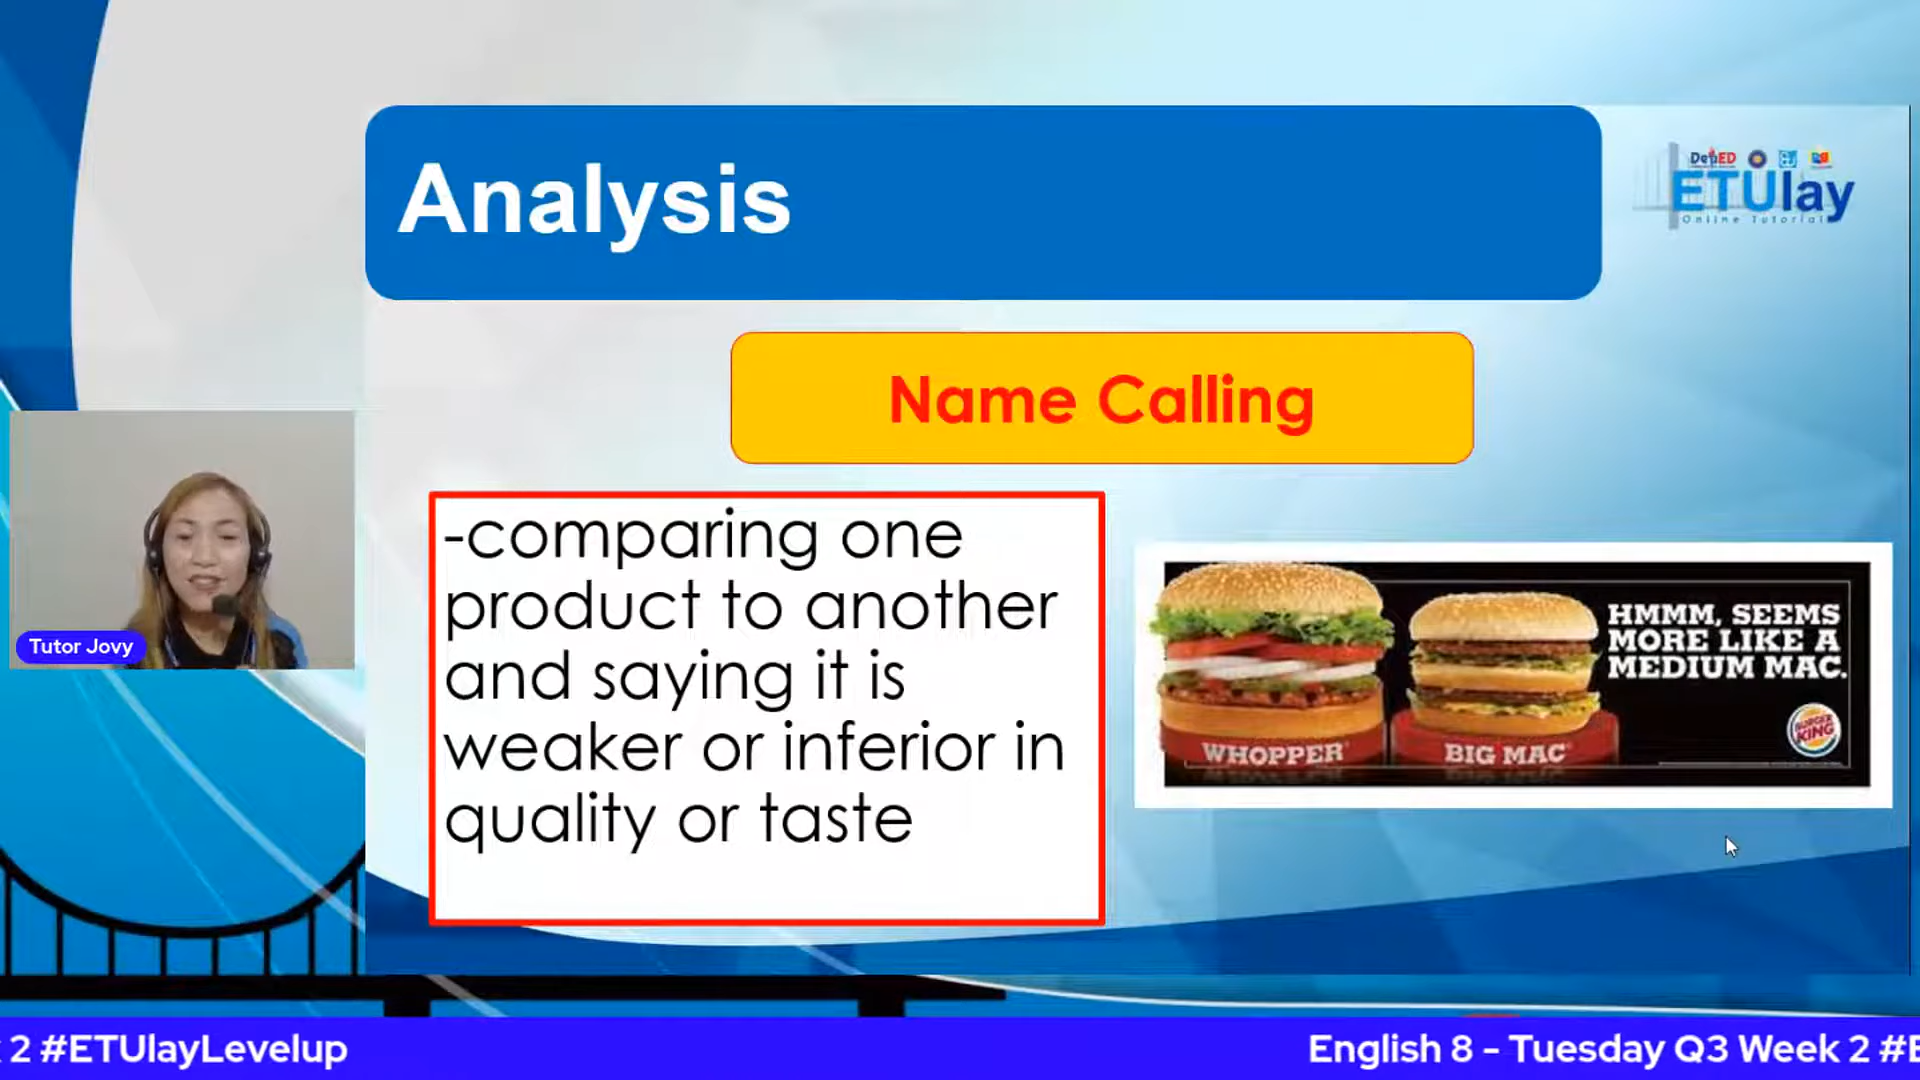 Analysis
DepED
ETUlay
Online Tutorial
Name Calling
-comparing one
product to another
and saying it is
weaker or inferior in
quality or taste
HMMM, SEEMS
MORE LIKE A
MEDIUM MAC.
BURGER
KING
WHOPPER
BIG MAC
Tutor Jovy
2 #ETUlayLevelup
English 8 - Tuesday Q3 Week 2 #E